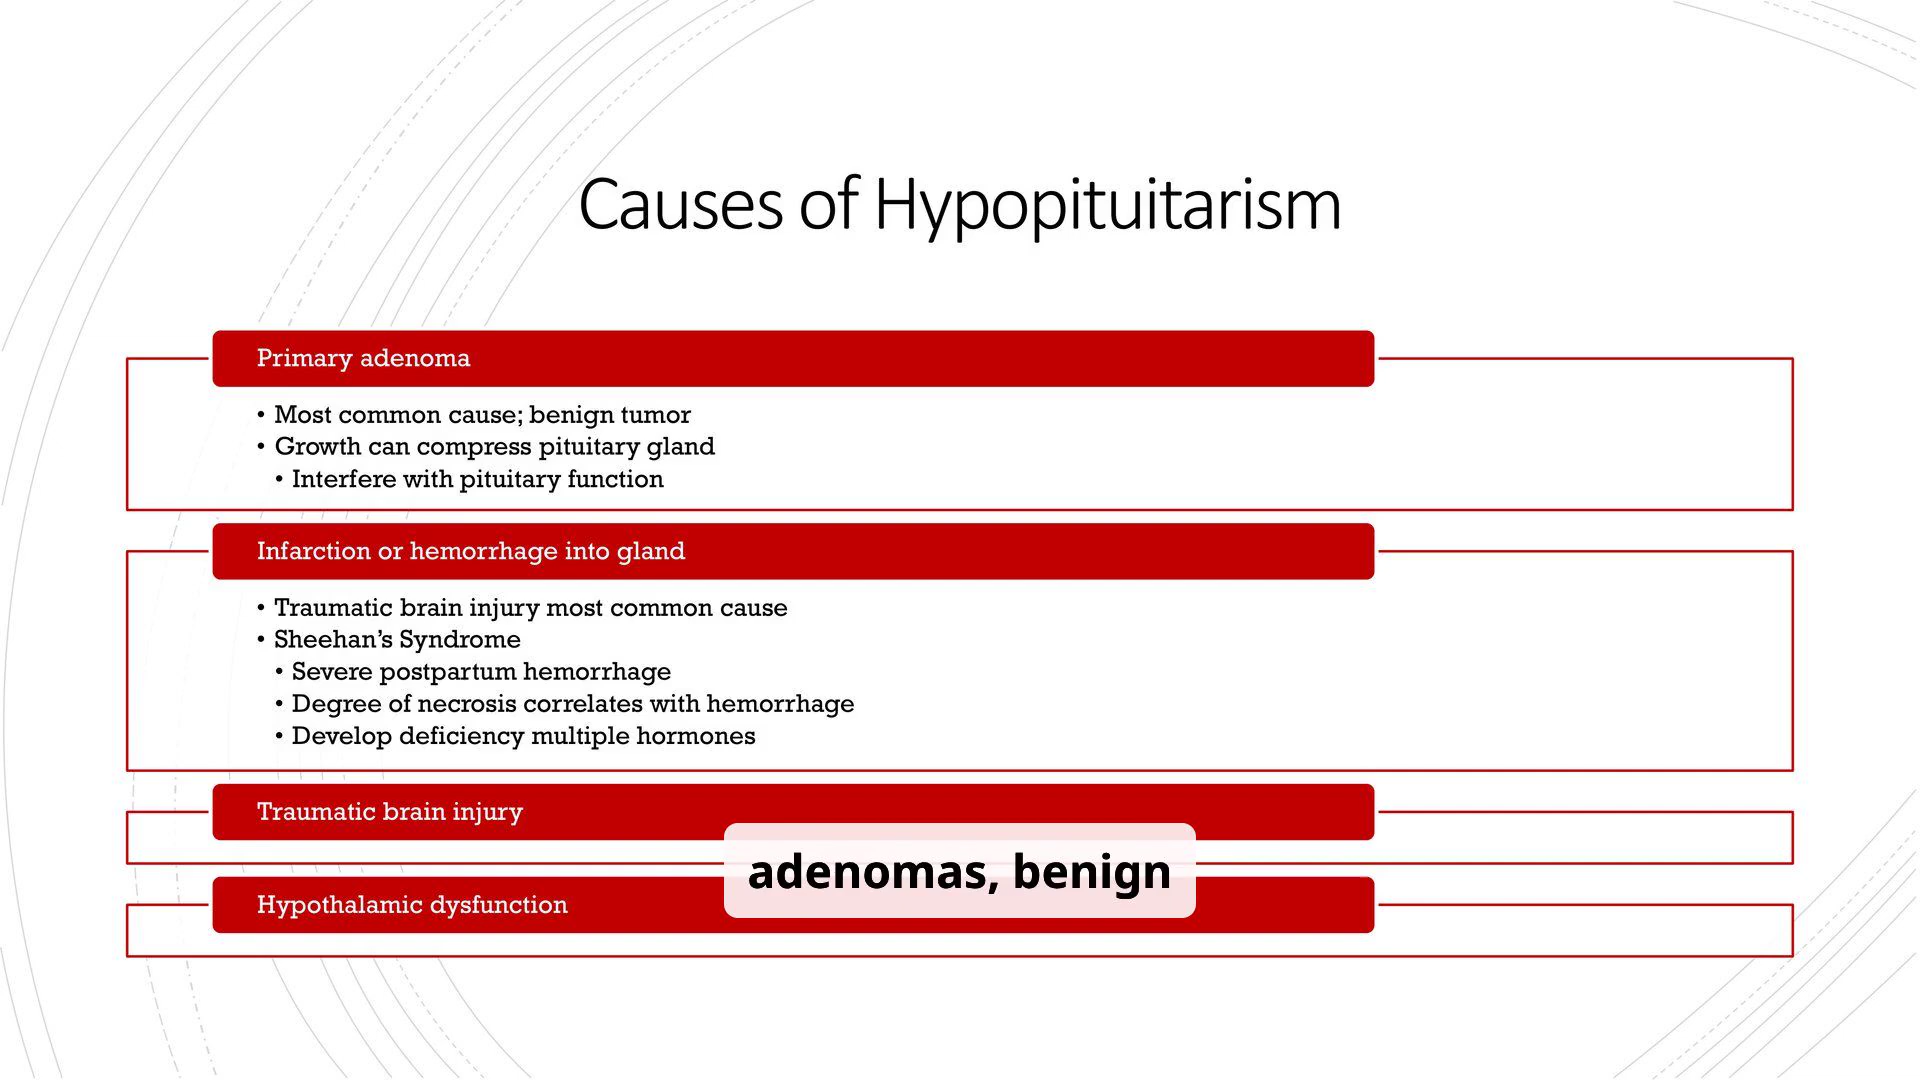 Causes of Hypopituitarism
Primary adenoma
• Most common cause; benign tumor
• Growth can compress pituitary gland
• Interfere with pituitary function
Infarction or hemorrhage into gland
• Traumatic brain injury most common cause
• Sheehan’s Syndrome
• Severe postpartum hemorrhage
• Degree of necrosis correlates with hemorrhage
• Develop deficiency multiple hormones
Traumatic brain injury
adenomas, benign
Hypothalamic dysfunction